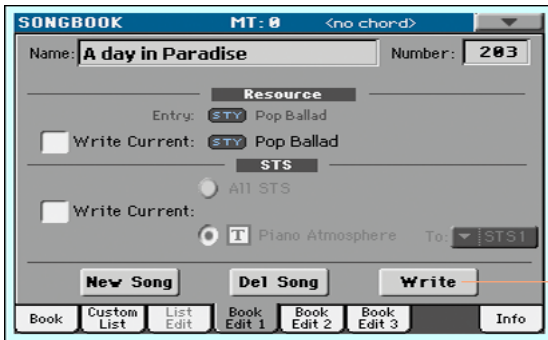 SONGBOOK MT:0 <no chord>
Name: A day in Paradise Number: 203
Resource
Entry: STY Pop Ballad
Write Current: STY Pop Ballad
STS
All STS
Write Current:
T Piano Atmosphere To: STS1
New Song Del Song Write
Book Custom List List Edit Book Edit 1 Book Edit 2 Book Edit 3 Info